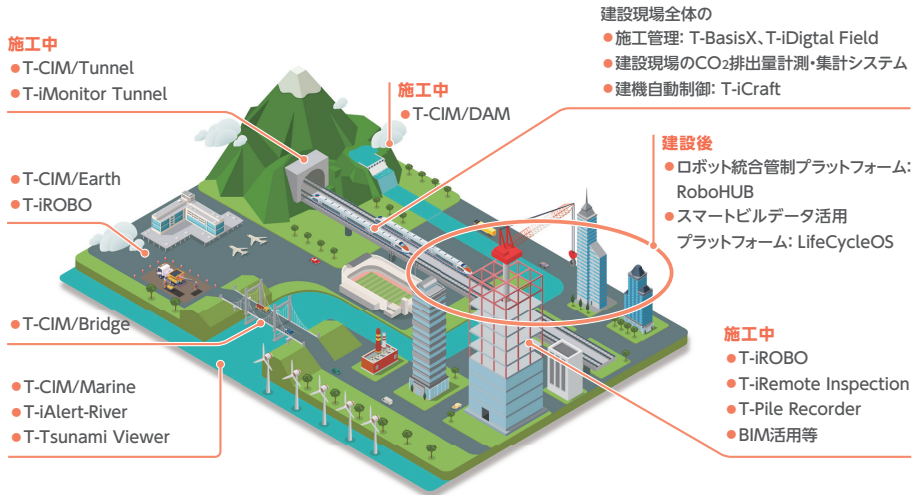 施工中
●T-CIM/Tunnel
●T-iMonitor Tunnel
●T-CIM/Earth
●T-iROBO
●T-CIM/Bridge
●T-CIM/Marine
●T-iAlert-River
●T-Tsunami Viewer
施工中
●T-CIM/DAM
建設現場全体の
●施工管理: T-BasisX、T-iDigtal Field
●建設現場のCO₂排出量計測・集計システム
●建機自動制御: T-iCraft
建設後
●ロボット統合管制プラットフォーム:
RoboHUB
●スマートビルデータ活用
プラットフォーム: LifeCycleOS
施工中
●T-iROBO
●T-iRemote Inspection
●T-Pile Recorder
●BIM活用等